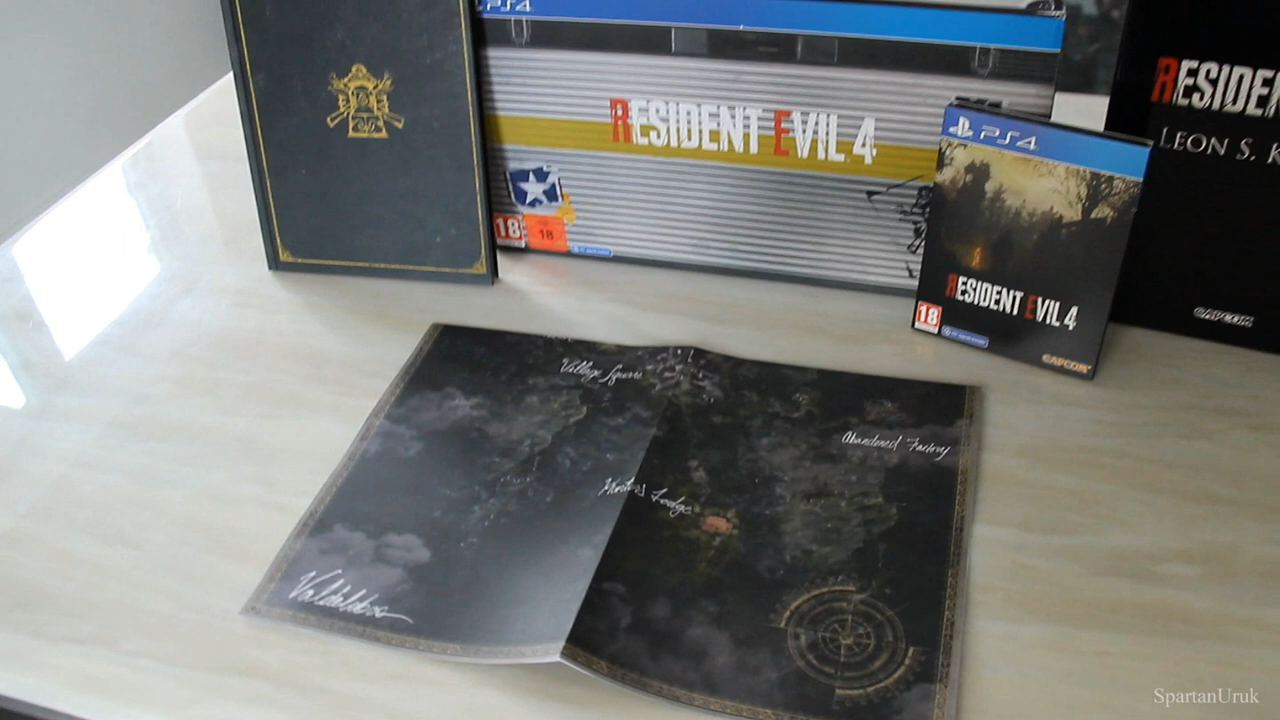 PS4
RESIDENT EVIL 4
18
18
PS4
RESIDENT EVIL 4
18
CAPCOM
RESIDE
LEON S. K
CAPCOM
Village Square
Abandoned Factory
Hunter's Lodge
Valdelobos
SpartanUruk